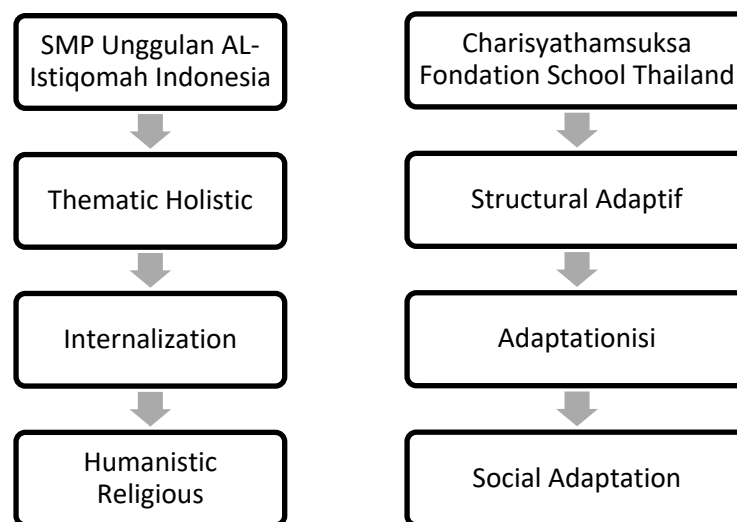 SMP Unggulan AL-
Istiqomah Indonesia
Thematic Holistic
Internalization
Humanistic
Religious
Charisyathamsuksa
Fondation School Thailand
Structural Adaptif
Adaptationisi
Social Adaptation